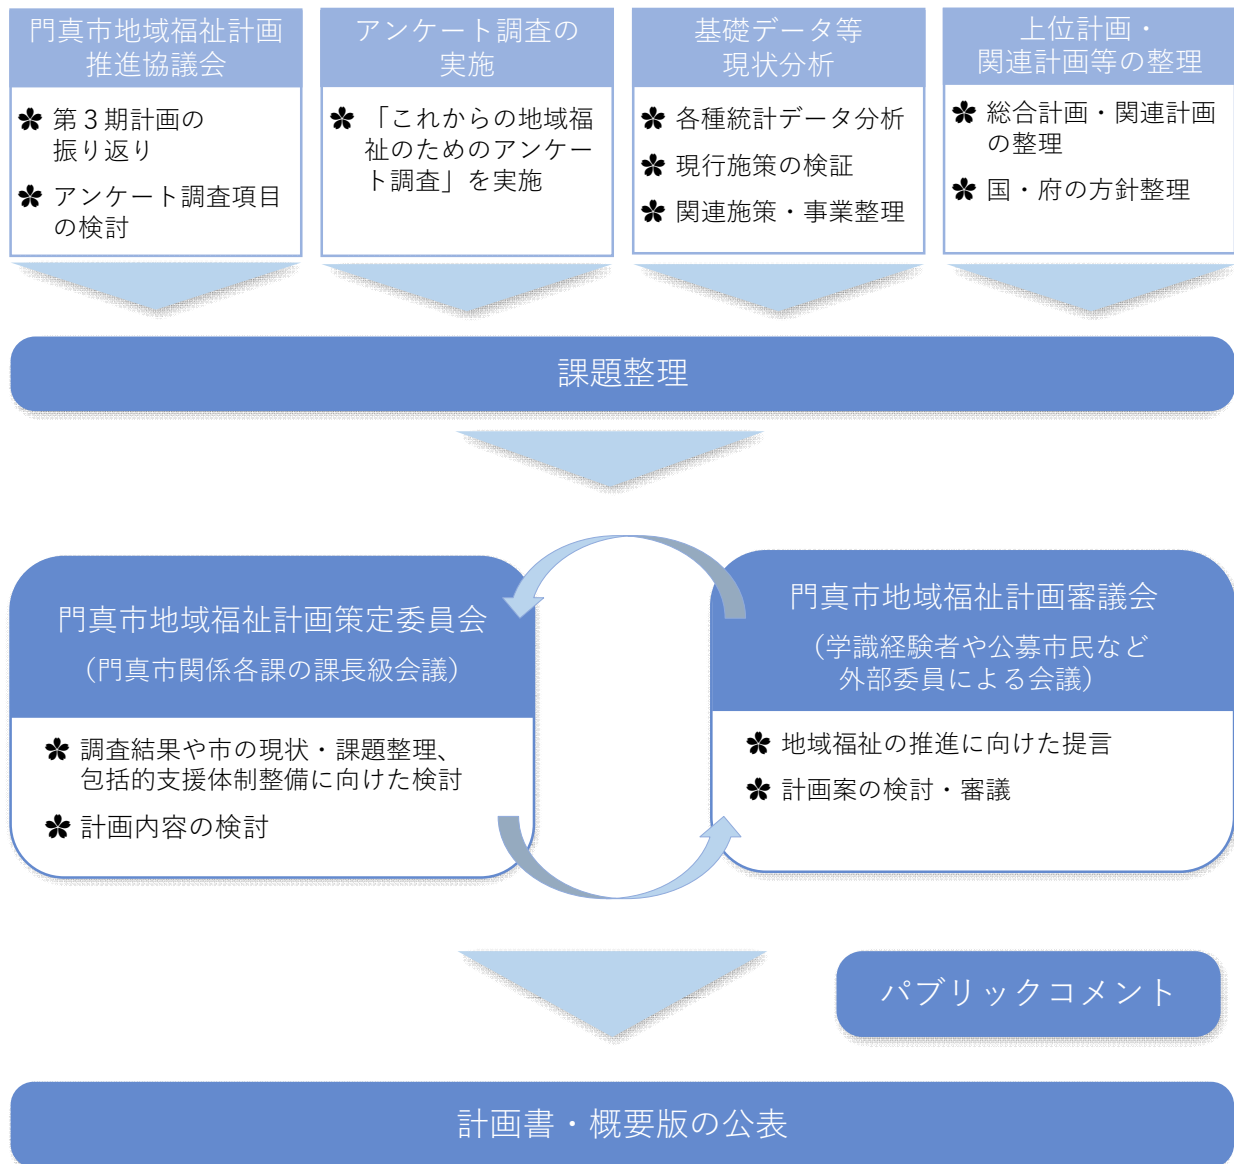 門真市地域福祉計画
推進協議会
✽ 第３期計画の
振り返り
✽ アンケート調査項目
の検討
アンケート調査の
実施
✽ 「これからの地域福
祉のためのアンケー
ト調査」を実施
基礎データ等
現状分析
✽ 各種統計データ分析
✽ 現行施策の検証
✽ 関連施策・事業整理
上位計画・
関連計画等の整理
✽ 総合計画・関連計画
の整理
✽ 国・府の方針整理
課題整理
門真市地域福祉計画策定委員会
（門真市関係各課の課長級会議）
✽ 調査結果や市の現状・課題整理、
包括的支援体制整備に向けた検討
✽ 計画内容の検討
門真市地域福祉計画審議会
（学識経験者や公募市民など
外部委員による会議）
✽ 地域福祉の推進に向けた提言
✽ 計画案の検討・審議
パブリックコメント
計画書・概要版の公表